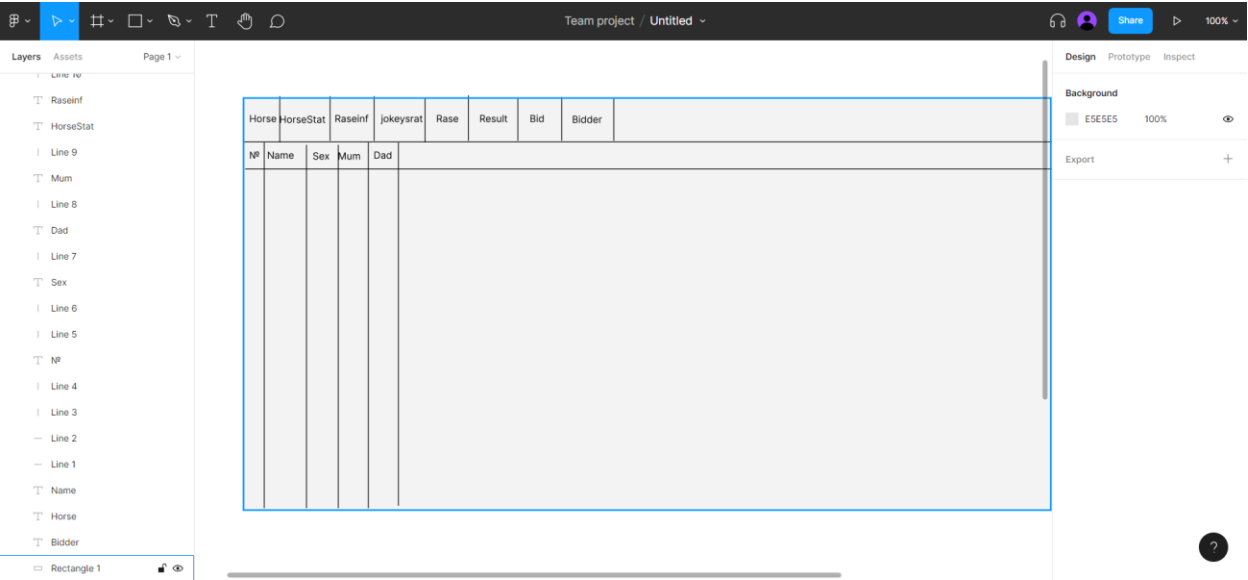 Team project / Untitled
Share
100%
Layers Assets Page 1
Design Prototype Inspect
Line 10
Raseinf
HorseStat
Line 9
Mum
Line 8
Dad
Line 7
Sex
Line 6
Line 5
№
Line 4
Line 3
Line 2
Line 1
Name
Horse
Bidder
Rectangle 1
Horse HorseStat Raseinf jokeysrat Rase Result Bid Bidder
№ Name Sex Mum Dad
Background
E5E5E5 100%
Export
?